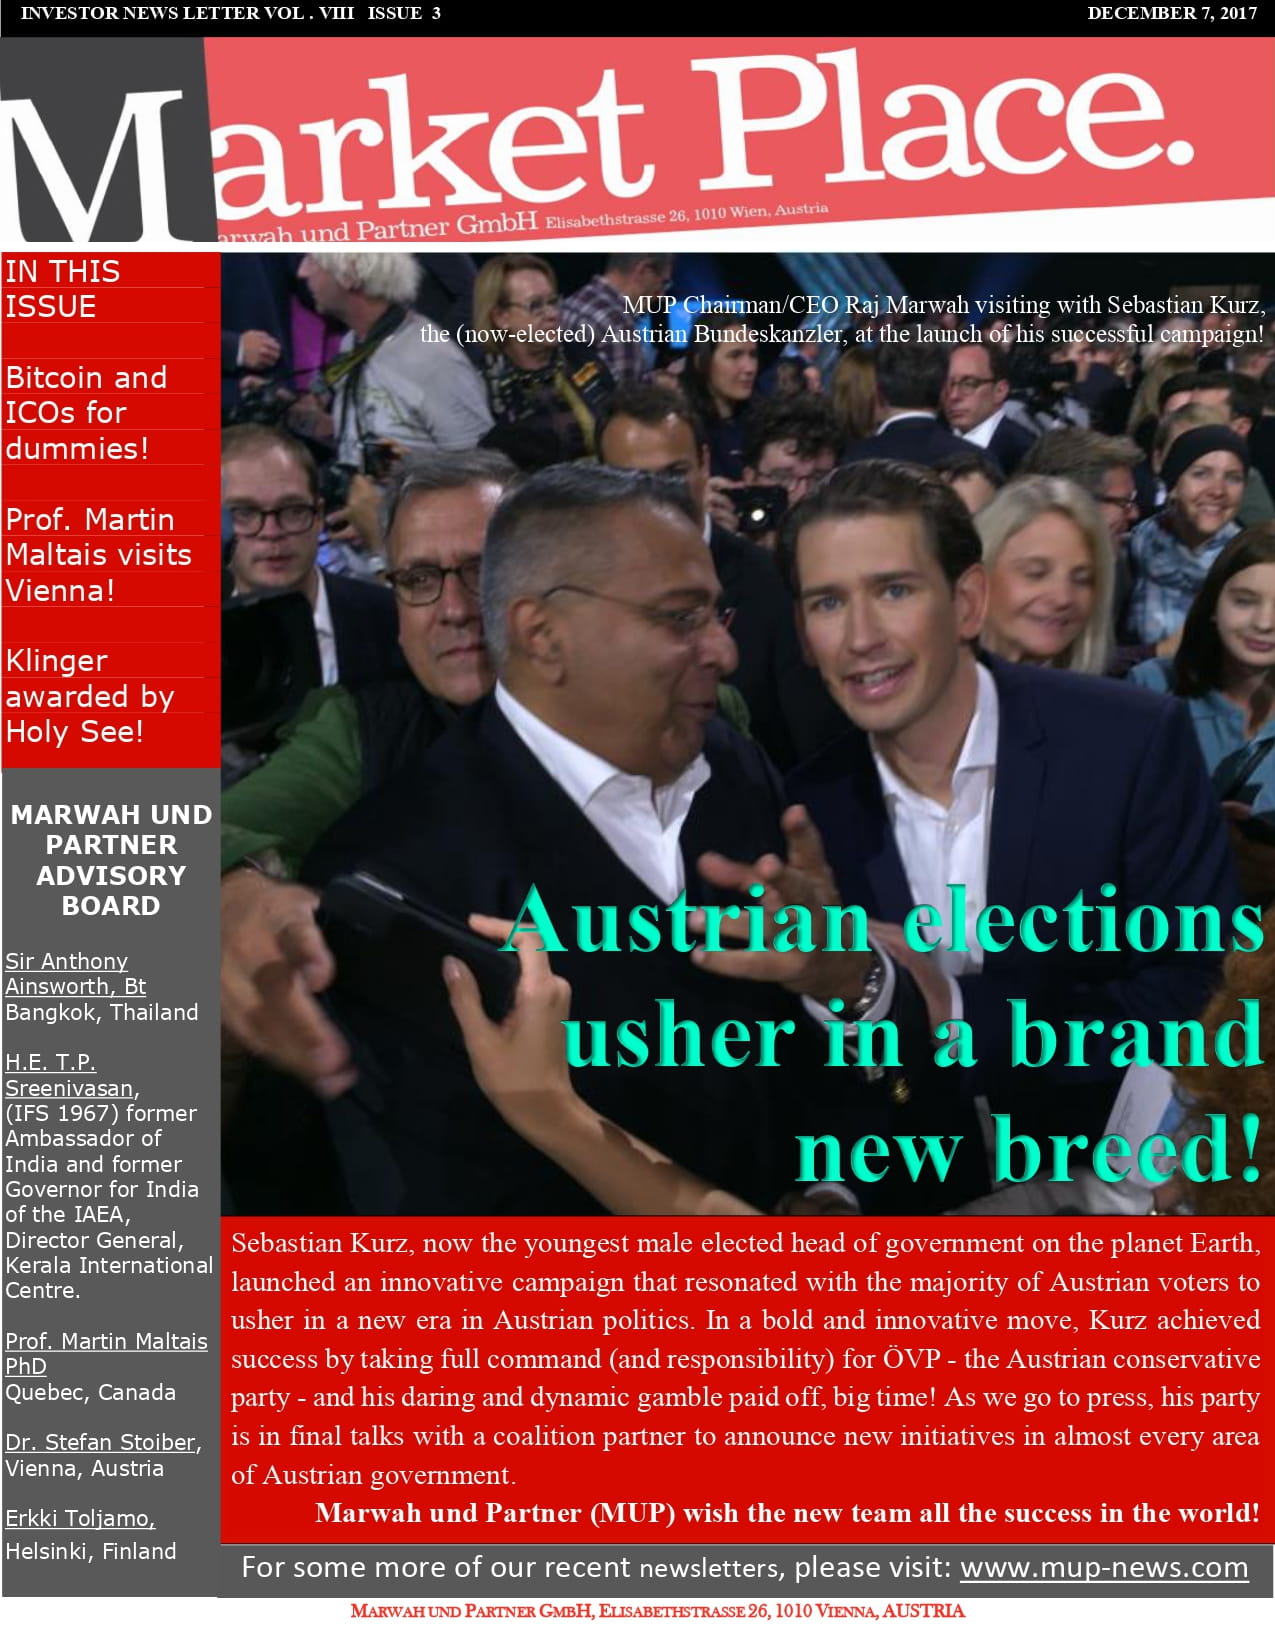 INVESTOR NEWS LETTER VOL . VIII ISSUE 3
DECEMBER 7, 2017
Market Place.
arwah und Partner GmbH Elisabethstrasse 26, 1010 Wien, Austria
IN THIS
ISSUE
Bitcoin and
ICOs for
dummies!
Prof. Martin
Maltais visits
Vienna!
Klinger
awarded by
Holy See!
MARWAH UND
PARTNER
ADVISORY
BOARD
Sir Anthony
Ainsworth, Bt
Bangkok, Thailand
H.E. T.P.
Sreenivasan,
(IFS 1967) former
Ambassador of
India and former
Governor for India
of the IAEA,
Director General,
Kerala International
Centre.
Prof. Martin Maltais
PhD
Quebec, Canada
Dr. Stefan Stoiber,
Vienna, Austria
Erkki Toljamo,
Helsinki, Finland
MUP Chairman/CEO Raj Marwah visiting with Sebastian Kurz,
the (now-elected) Austrian Bundeskanzler, at the launch of his successful campaign!
Austrian elections
usher in a brand
new breed!
Sebastian Kurz, now the youngest male elected head of government on the planet Earth,
launched an innovative campaign that resonated with the majority of Austrian voters to
usher in a new era in Austrian politics. In a bold and innovative move, Kurz achieved
success by taking full command (and responsibility) for ÖVP - the Austrian conservative
party - and his daring and dynamic gamble paid off, big time! As we go to press, his party
is in final talks with a coalition partner to announce new initiatives in almost every area
of Austrian government.
Marwah und Partner (MUP) wish the new team all the success in the world!
For some more of our recent newsletters, please visit: www.mup-news.com
MARWAH UND PARTNER GMBH, ELISABETHSTRASSE 26, 1010 VIENNA, AUSTRIA